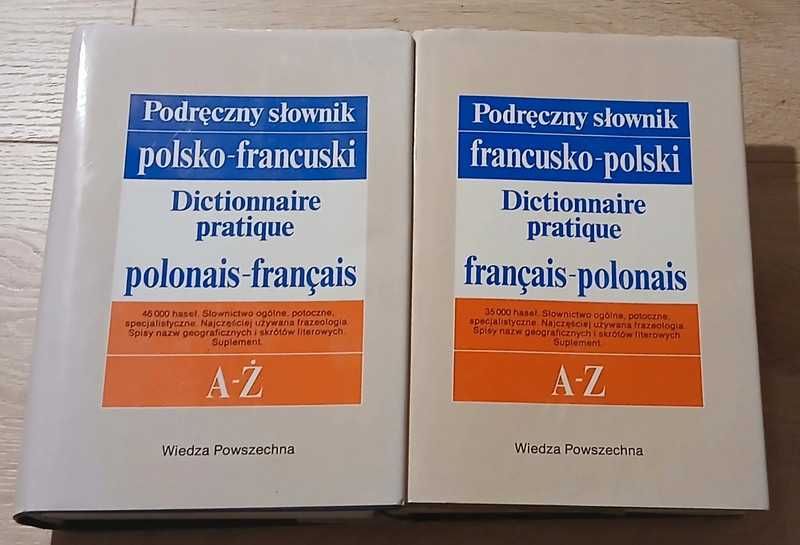 Podręczny słownik
polsko-francuski
Dictionnaire
pratique
polonais-français
46 000 haseł. Słownictwo ogólne, potoczne,
specjalistyczne. Najczęściej używana frazeologia.
Spisy nazw geograficznych i skrótów literowych.
Suplement.
A-Ż
Wiedza Powszechna
Podręczny słownik
francusko-polski
Dictionnaire
pratique
français-polonais
35 000 haseł. Słownictwo ogólne, potoczne,
specjalistyczne. Najczęściej używana frazeologia.
Spisy nazw geograficznych i skrótów literowych.
Suplement.
A-Z
Wiedza Powszechna